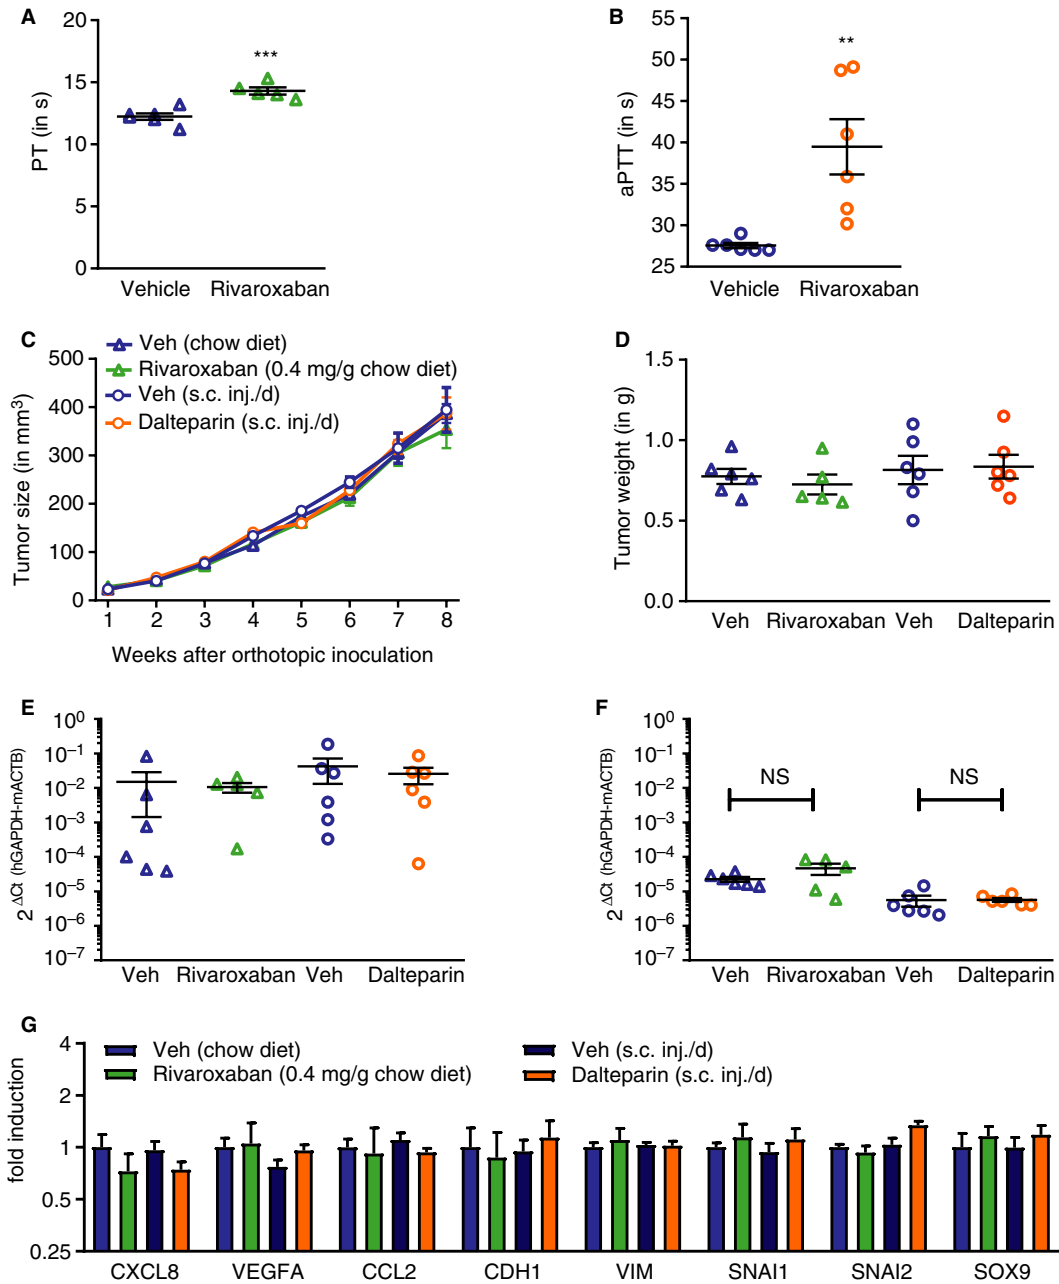 A
20
15
10
5
0
PT (in s)
***
Vehicle Rivaroxaban
B
55
50
45
40
35
30
25
aPTT (in s)
**
Vehicle Rivaroxaban
C
Veh (chow diet)
Rivaroxaban (0.4 mg/g chow diet)
Veh (s.c. inj./d)
Dalteparin (s.c. inj./d)
500
400
300
200
100
0
Tumor size (in mm³)
1 2 3 4 5 6 7 8
Weeks after orthotopic inoculation
D
1.5
1.0
0.5
0.0
Tumor weight (in g)
Veh Rivaroxaban Veh Dalteparin
E
10⁰
10⁻¹
10⁻²
10⁻³
10⁻⁴
10⁻⁵
10⁻⁶
10⁻⁷
2^ΔCt (hGAPDH-mACTB)
Veh Rivaroxaban Veh Dalteparin
F
10⁰
10⁻¹
10⁻²
10⁻³
10⁻⁴
10⁻⁵
10⁻⁶
10⁻⁷
2^ΔCt (hGAPDH-mACTB)
NS NS
Veh Rivaroxaban Veh Dalteparin
G
Veh (chow diet)
Rivaroxaban (0.4 mg/g chow diet)
Veh (s.c. inj./d)
Dalteparin (s.c. inj./d)
4
2
1
0.5
0.25
fold induction
CXCL8 VEGFA CCL2 CDH1 VIM SNAI1 SNAI2 SOX9